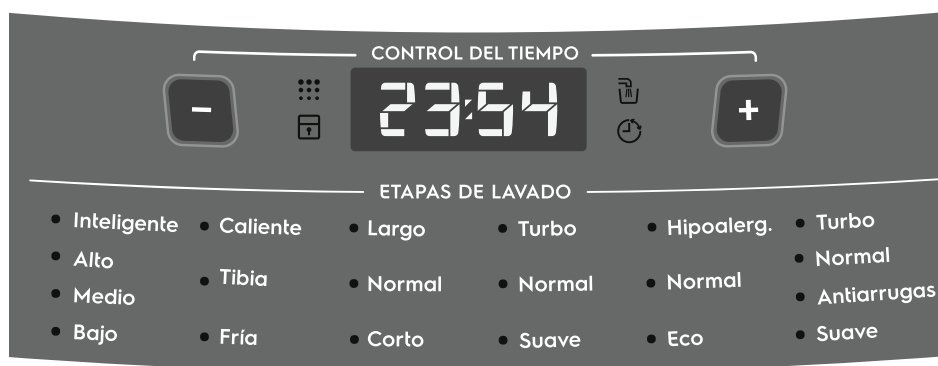 CONTROL DEL TIEMPO
−
23:54
+
ETAPAS DE LAVADO
Inteligente
Alto
Medio
Bajo
Caliente
Tibia
Fría
Largo
Normal
Corto
Turbo
Normal
Suave
Hipoalerg.
Normal
Eco
Turbo
Normal
Antiarrugas
Suave